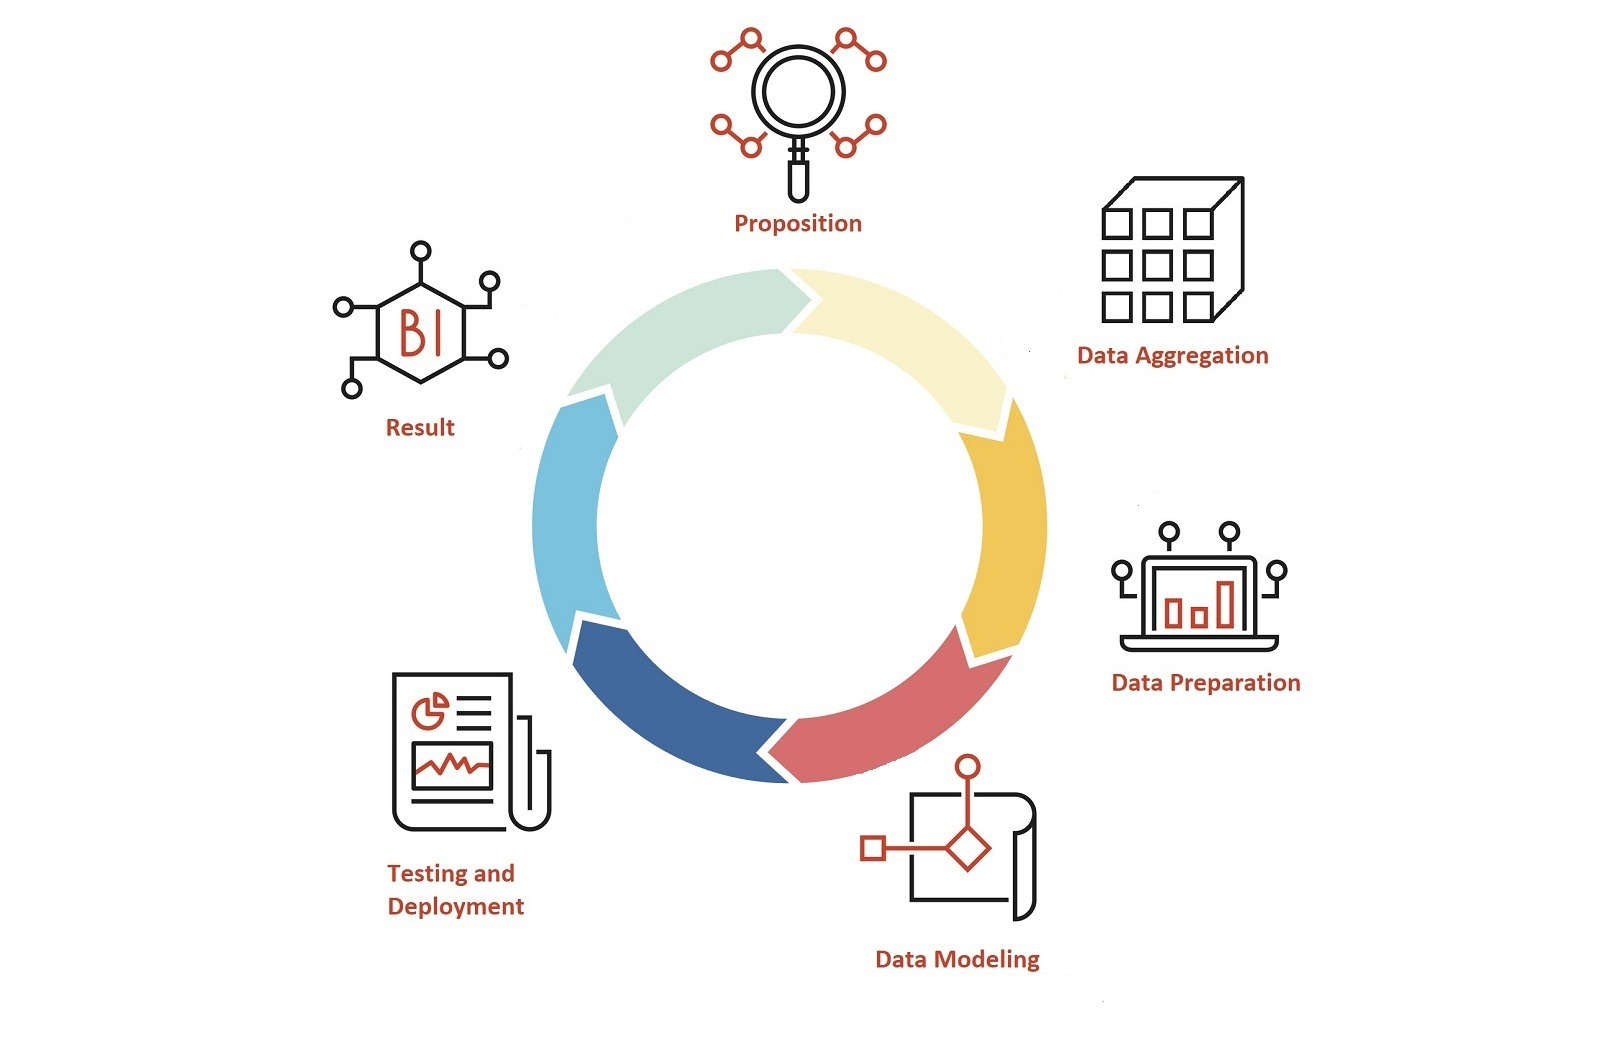 Proposition
Data Aggregation
BI
Result
Data Preparation
Testing and
Deployment
Data Modeling